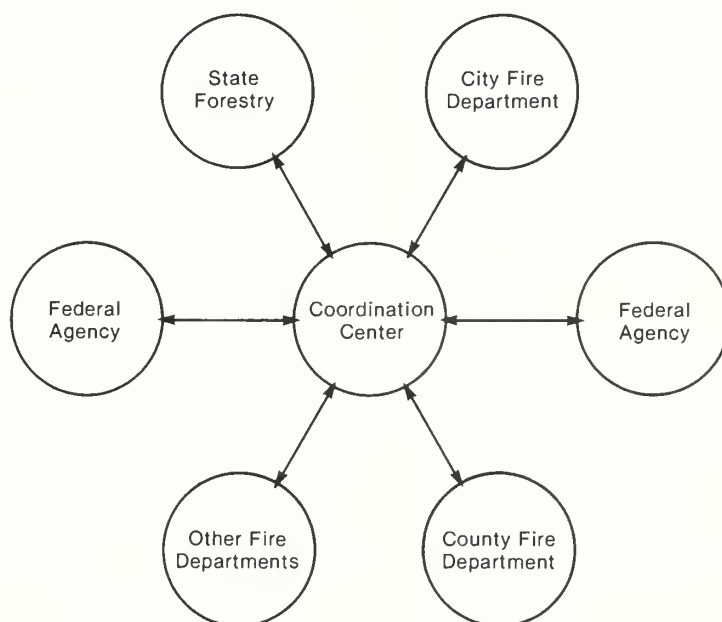 State
Forestry
City Fire
Department
Federal
Agency
Coordination
Center
Federal
Agency
Other Fire
Departments
County Fire
Department